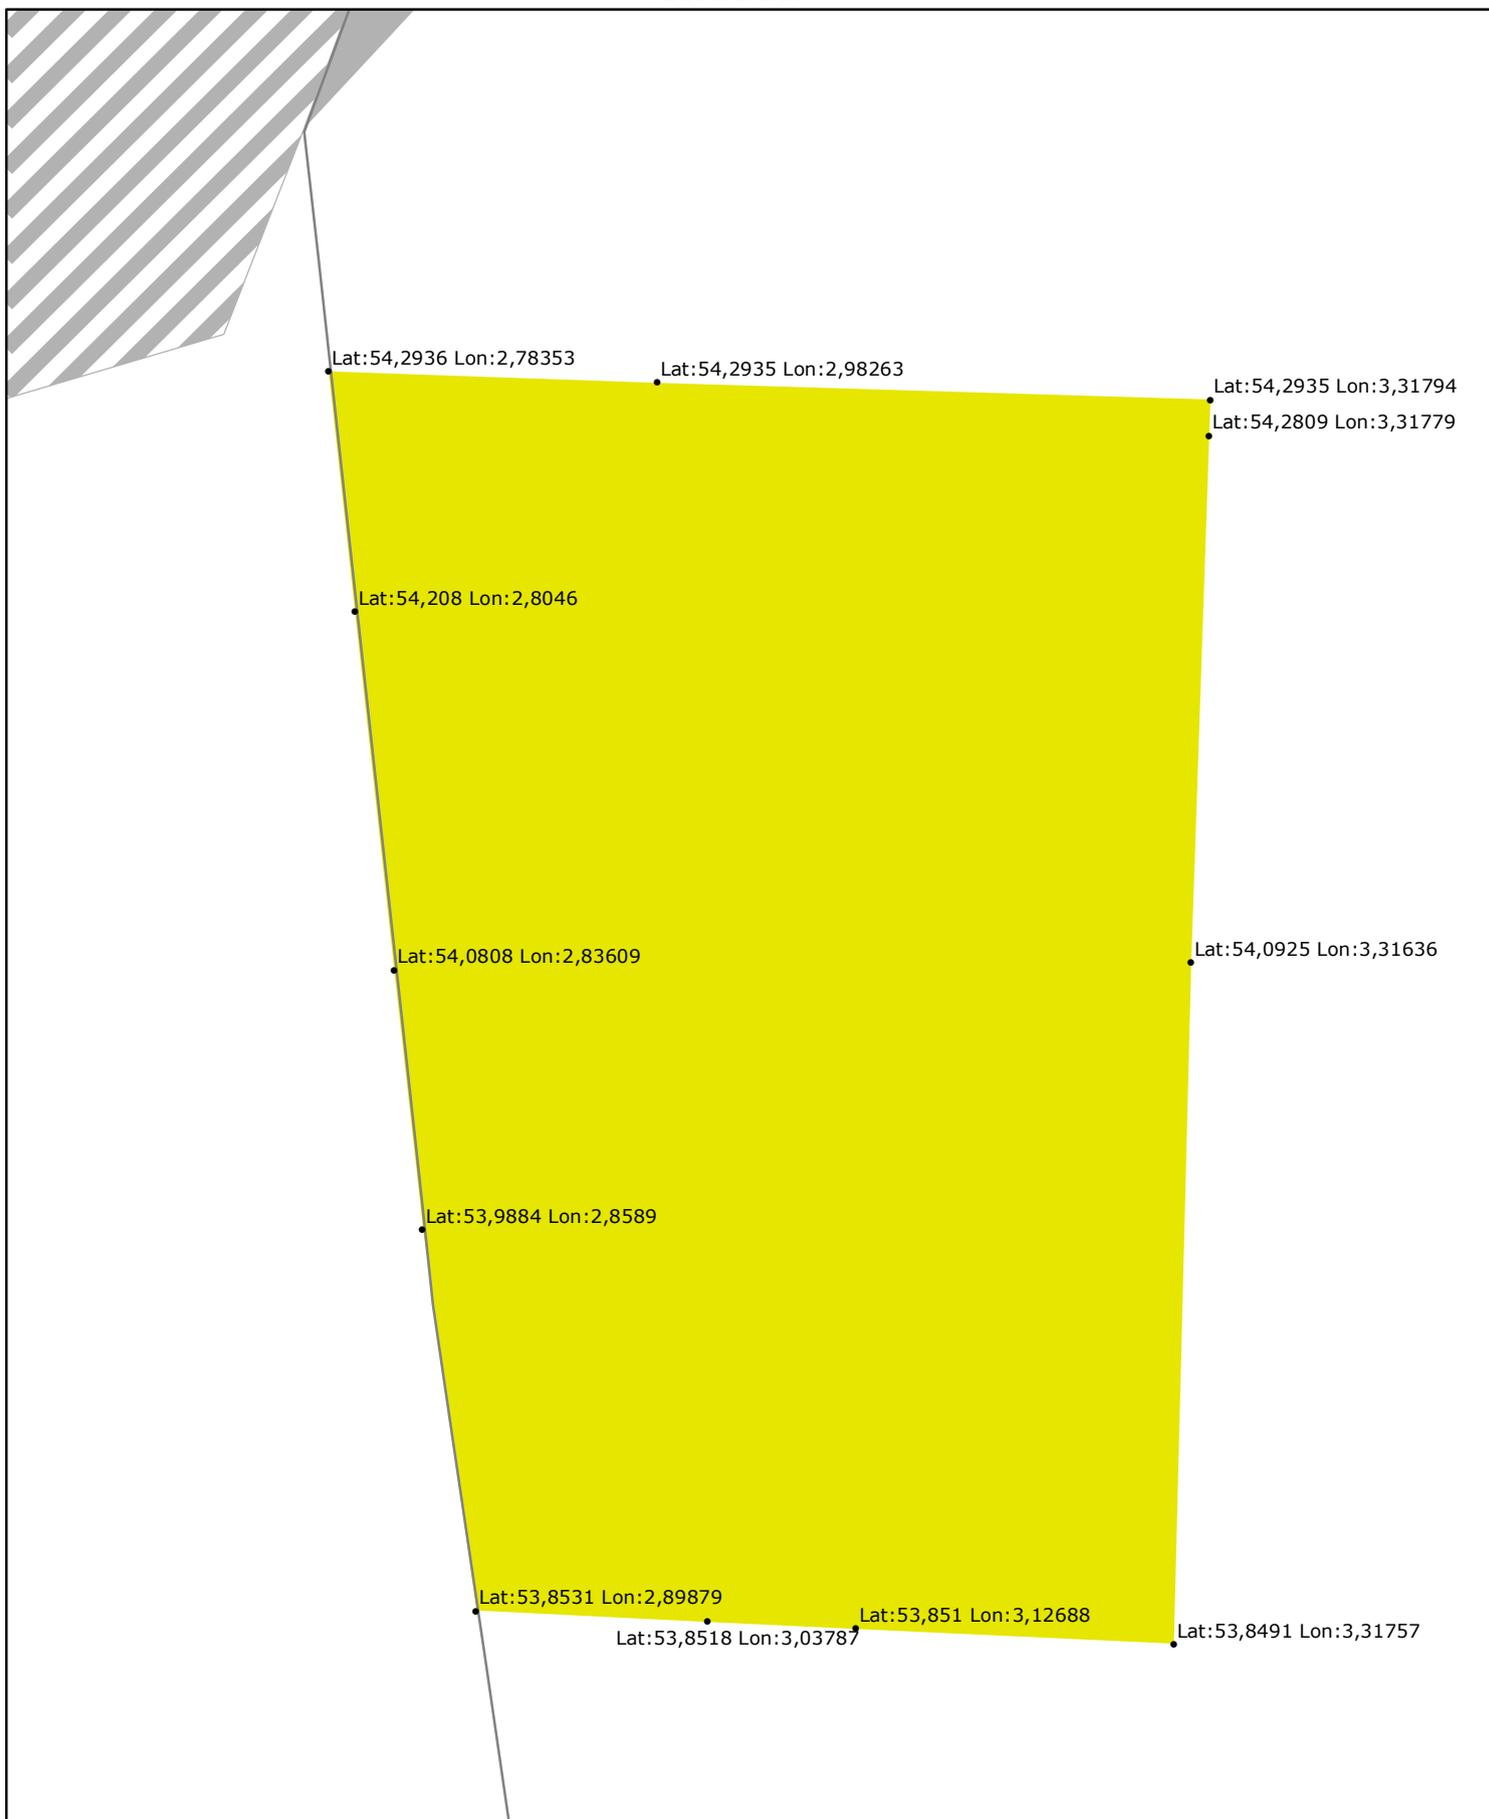 Lat:54,2936 Lon:2,78353
Lat:54,2935 Lon:2,98263
Lat:54,2935 Lon:3,31794
Lat:54,2809 Lon:3,31779
Lat:54,208 Lon:2,8046
Lat:54,0925 Lon:3,31636
Lat:54,0808 Lon:2,83609
Lat:53,9884 Lon:2,8589
Lat:53,8531 Lon:2,89879
Lat:53,851 Lon:3,12688
Lat:53,8518 Lon:3,03787
Lat:53,8491 Lon:3,31757